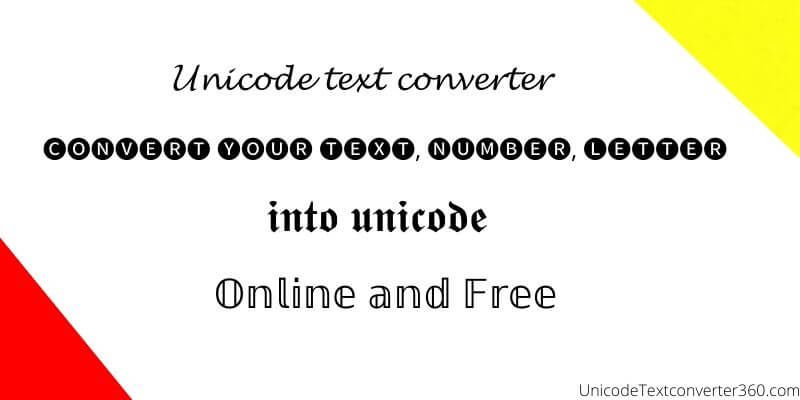 Unicode text converter
CONVERT YOUR TEXT, NUMBER, LETTER
into unicode
Online and Free
UnicodeTextconverter360.com